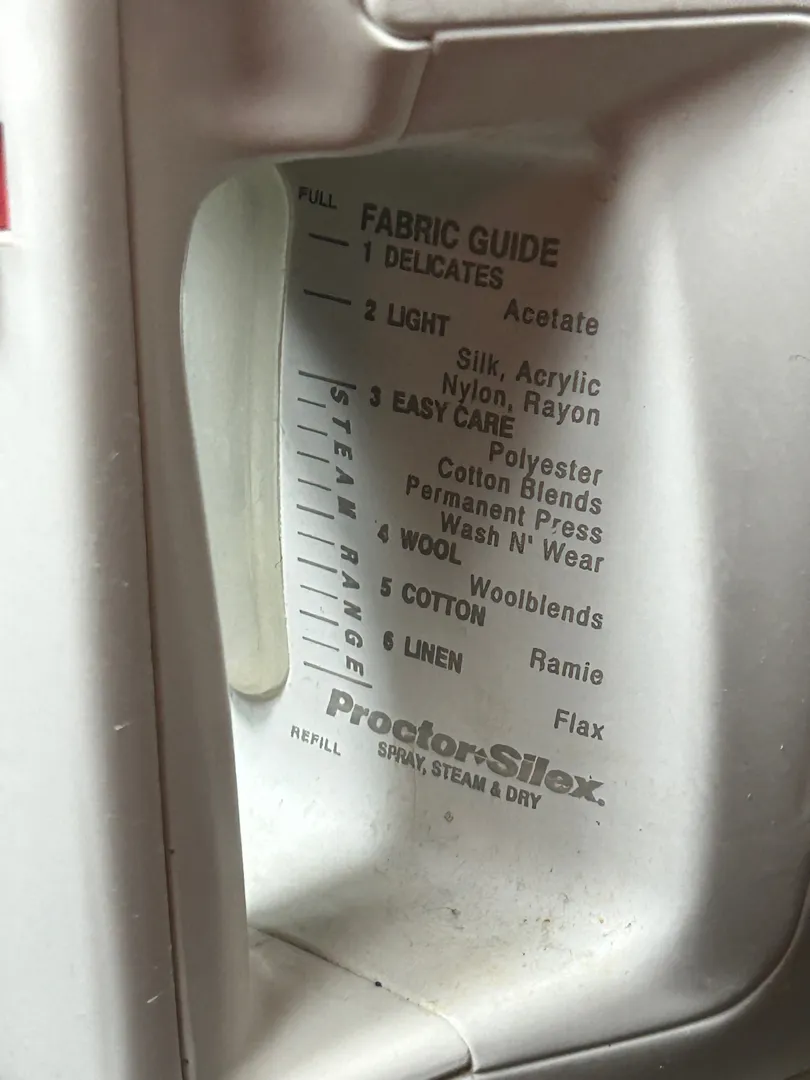 FULL
FABRIC GUIDE
1 DELICATES
Acetate
2 LIGHT
Silk, Acrylic
Nylon, Rayon
3 EASY CARE
Polyester
Cotton Blends
Permanent Press
Wash N' Wear
4 WOOL
Woolblends
5 COTTON
Ramie
6 LINEN
Flax
STEAM RANGE
Proctor-Silex.
REFILL
SPRAY, STEAM & DRY